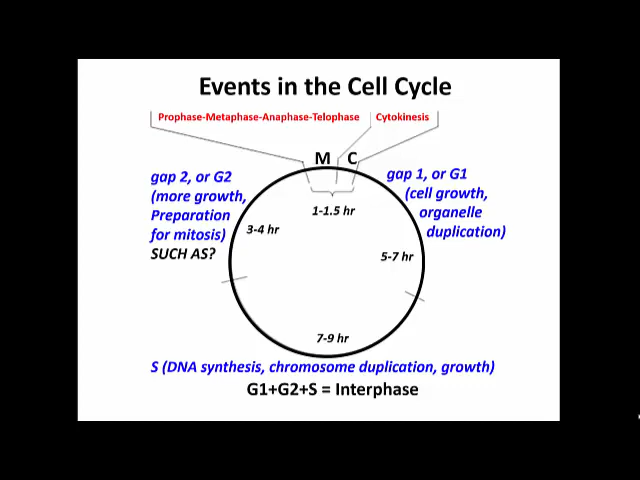 Events in the Cell Cycle
Prophase-Metaphase-Anaphase-Telophase
Cytokinesis
M C
gap 2, or G2
(more growth,
Preparation
for mitosis)
SUCH AS?
gap 1, or G1
(cell growth,
organelle
duplication)
1-1.5 hr
3-4 hr
5-7 hr
7-9 hr
S (DNA synthesis, chromosome duplication, growth)
G1+G2+S = Interphase